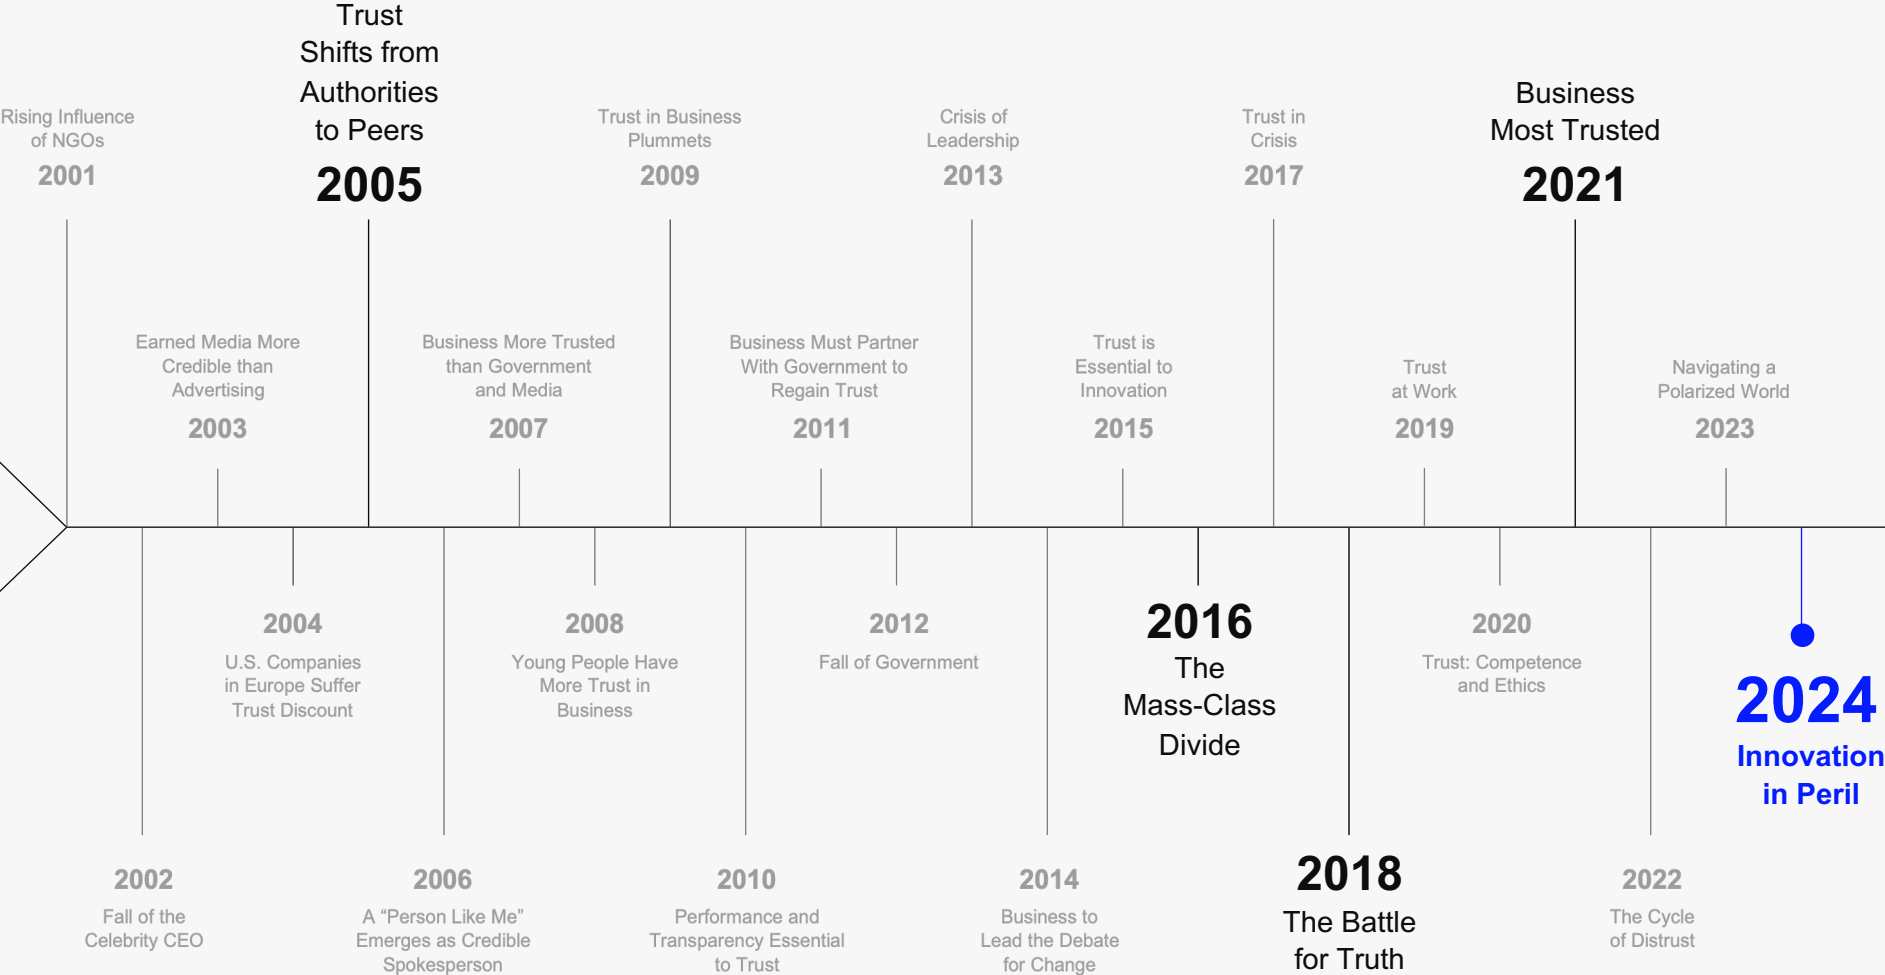 Trust
Shifts from
Authorities
to Peers
2005
Rising Influence
of NGOs
2001
Trust in Business
Plummets
2009
Crisis of
Leadership
2013
Trust in
Crisis
2017
Business
Most Trusted
2021
Earned Media More
Credible than
Advertising
2003
Business More Trusted
than Government
and Media
2007
Business Must Partner
With Government to
Regain Trust
2011
Trust is
Essential to
Innovation
2015
Trust
at Work
2019
Navigating a
Polarized World
2023
2004
U.S. Companies
in Europe Suffer
Trust Discount
2008
Young People Have
More Trust in
Business
2012
Fall of Government
2016
The
Mass-Class
Divide
2020
Trust: Competence
and Ethics
2024
Innovation
in Peril
2002
Fall of the
Celebrity CEO
2006
A “Person Like Me”
Emerges as Credible
Spokesperson
2010
Performance and
Transparency Essential
to Trust
2014
Business to
Lead the Debate
for Change
2018
The Battle
for Truth
2022
The Cycle
of Distrust